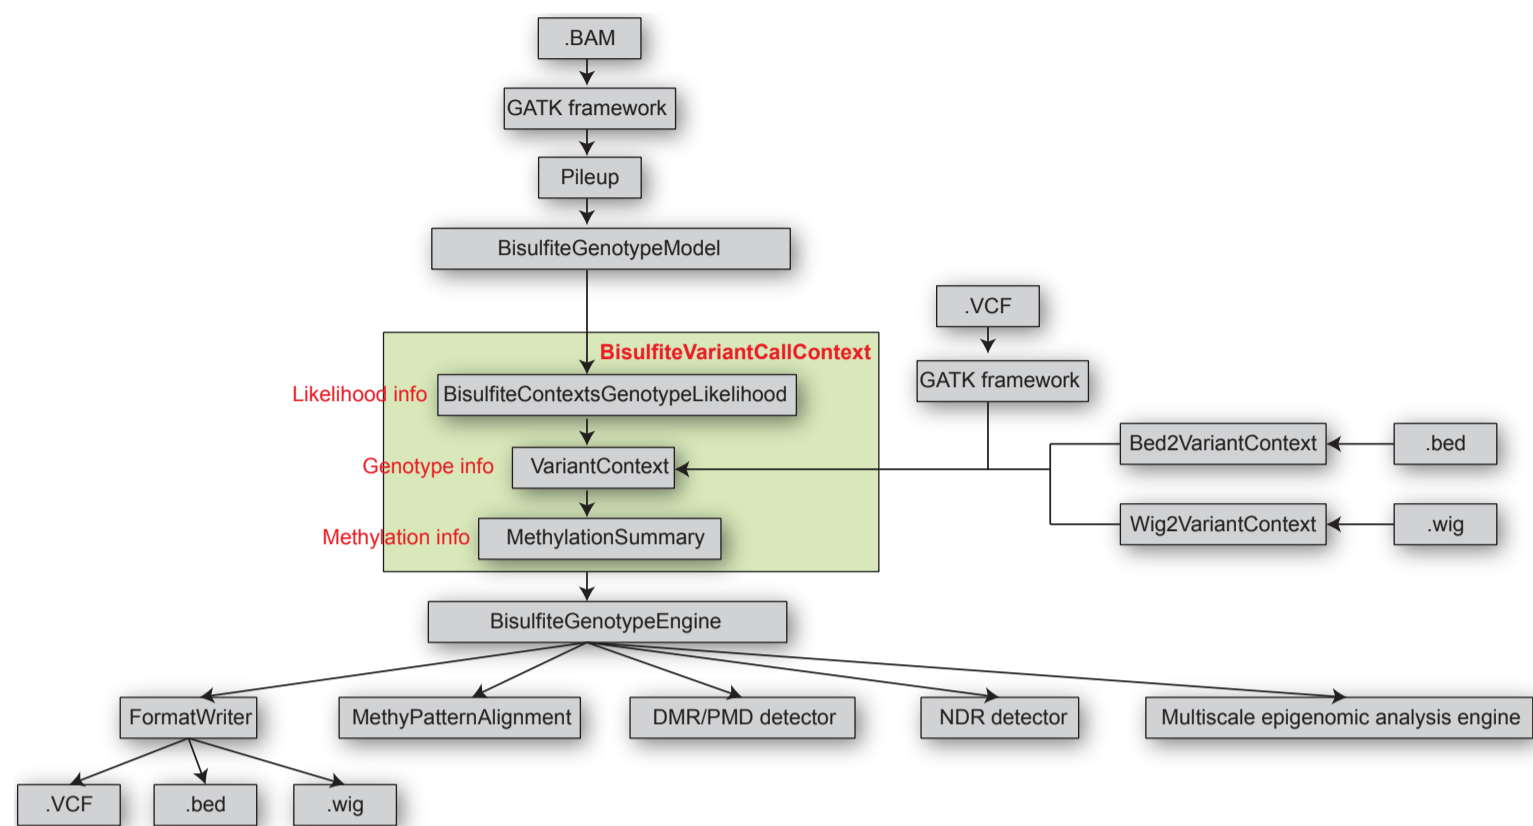 .BAM
GATK framework
Pileup
BisulfiteGenotypeModel
.VCF
BisulfiteVariantCallContext
GATK framework
Likelihood info
BisulfiteContextsGenotypeLikelihood
Bed2VariantContext
.bed
Genotype info
VariantContext
Wig2VariantContext
.wig
Methylation info
MethylationSummary
BisulfiteGenotypeEngine
FormatWriter
MethyPatternAlignment
DMR/PMD detector
NDR detector
Multiscale epigenomic analysis engine
.VCF
.bed
.wig